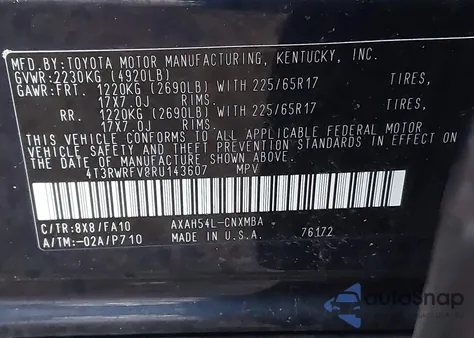 MFD.BY:TOYOTA MOTOR MANUFACTURING, KENTUCKY, INC.
GVWR:2230KG (4920LB)
GAWR:FRT. 1220KG (2690LB) WITH 225/65R17 TIRES,
17X7.0J RIMS.
RR. 1220KG (2690LB) WITH 225/65R17 TIRES,
17X7.0J RIMS.
THIS VEHICLE CONFORMS TO ALL APPLICABLE FEDERAL MOTOR
VEHICLE SAFETY AND THEFT PREVENTION STANDARDS IN EFFECT ON
THE DATE OF MANUFACTURE SHOWN ABOVE.
4T3RWRFV8RU143607 MPV
C/TR:8X8/FA10 AXAH54L-CNXMBA
A/TM:-02A/P710 MADE IN U.S.A. 76172
autoSnap